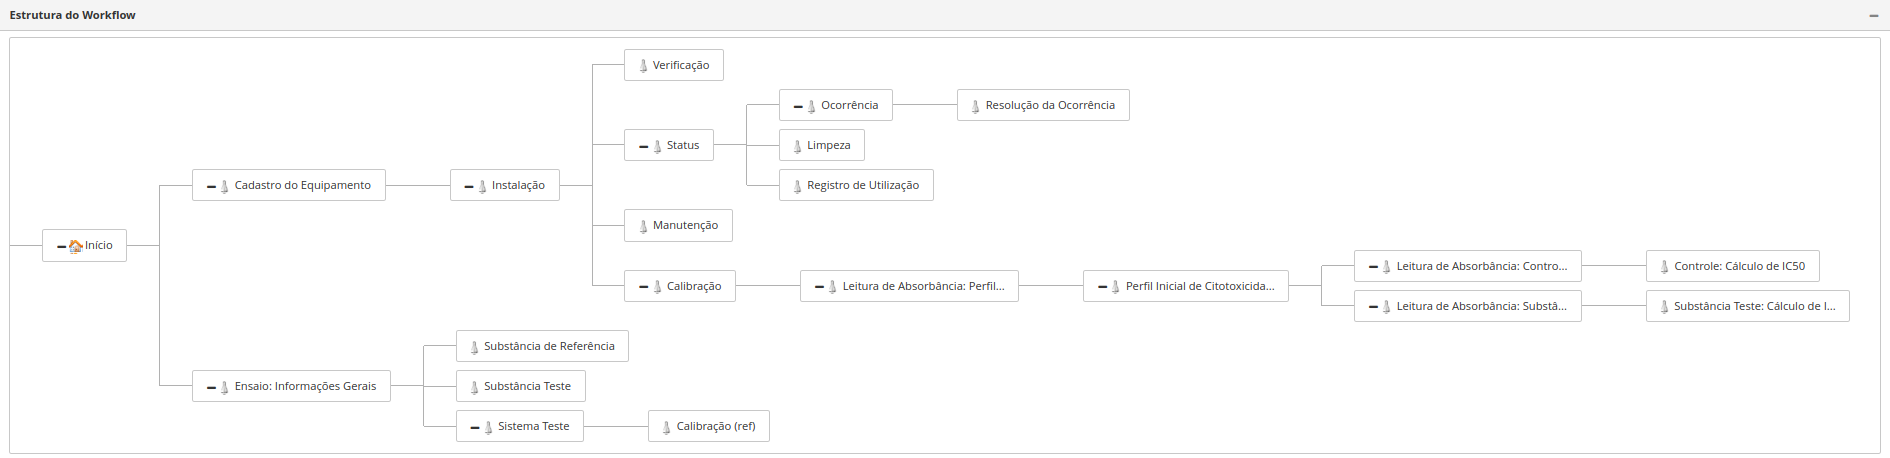 Estrutura do Workflow
Verificação
Ocorrência
Resolução da Ocorrência
Status
Limpeza
Cadastro do Equipamento
Instalação
Registro de Utilização
Manutenção
Início
Leitura de Absorbância: Contro...
Controle: Cálculo de IC50
Calibração
Leitura de Absorbância: Perfil...
Perfil Inicial de Citotoxicida...
Leitura de Absorbância: Substâ...
Substância Teste: Cálculo de I...
Substância de Referência
Ensaio: Informações Gerais
Substância Teste
Sistema Teste
Calibração (ref)